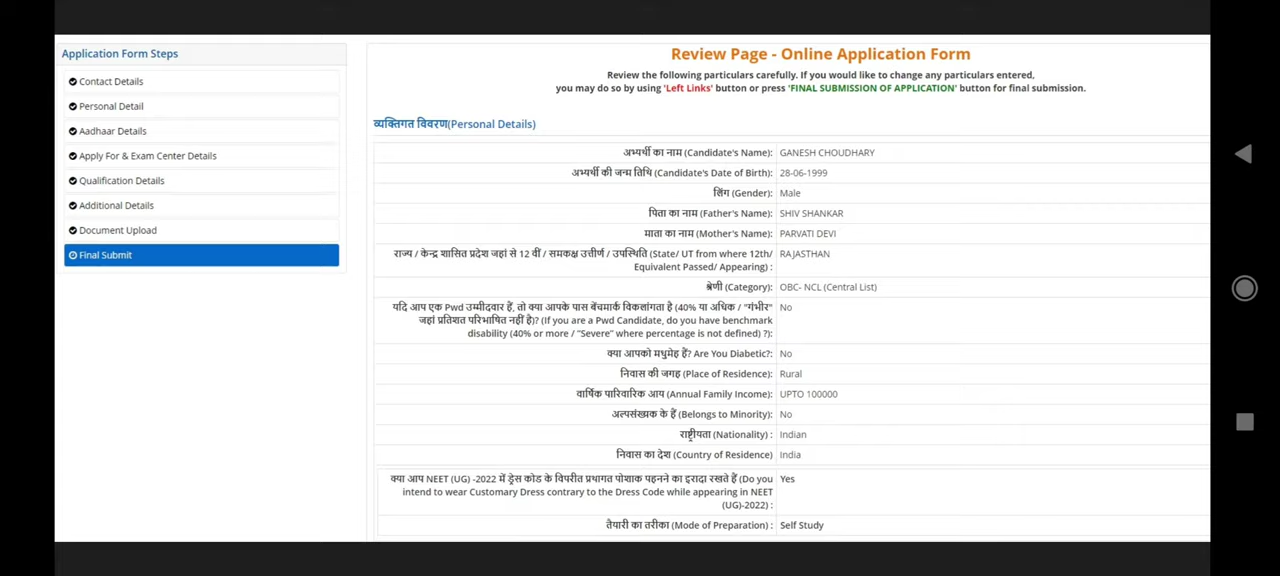 Application Form Steps
Contact Details
Personal Detail
Aadhaar Details
Apply For & Exam Center Details
Qualification Details
Additional Details
Document Upload
Final Submit
Review Page - Online Application Form
Review the following particulars carefully. If you would like to change any particulars entered,
you may do so by using 'Left Links' button or press 'FINAL SUBMISSION OF APPLICATION' button for final submission.
व्यक्तिगत विवरण(Personal Details)
अभ्यर्थी का नाम (Candidate's Name): GANESH CHOUDHARY
अभ्यर्थी की जन्म तिथि (Candidate's Date of Birth): 28-06-1999
लिंग (Gender): Male
पिता का नाम (Father's Name): SHIV SHANKAR
माता का नाम (Mother's Name): PARVATI DEVI
राज्य / केन्द्र शासित प्रदेश जहां से 12 वीं / समकक्ष उत्तीर्ण / उपस्थिति (State/ UT from where 12th/ RAJASTHAN
Equivalent Passed/ Appearing) :
श्रेणी (Category): OBC- NCL (Central List)
यदि आप एक Pwd उम्मीदवार हैं, तो क्या आपके पास बेंचमार्क विकलांगता है (40% या अधिक / "गंभीर" No
जहां प्रतिशत परिभाषित नहीं है)? (If you are a Pwd Candidate, do you have benchmark
disability (40% or more / "Severe" where percentage is not defined) ?):
क्या आपको मधुमेह हैं? Are You Diabetic?: No
निवास की जगह (Place of Residence): Rural
वार्षिक पारिवारिक आय (Annual Family Income): UPTO 100000
अल्पसंख्यक के हैं (Belongs to Minority): No
राष्ट्रीयता (Nationality) : Indian
निवास का देश (Country of Residence) India
क्या आप NEET (UG) -2022 में ड्रेस कोड के विपरीत प्रथागत पोशाक पहनने का इरादा रखते हैं (Do you Yes
intend to wear Customary Dress contrary to the Dress Code while appearing in NEET
(UG)-2022) :
तैयारी का तरीका (Mode of Preparation) : Self Study